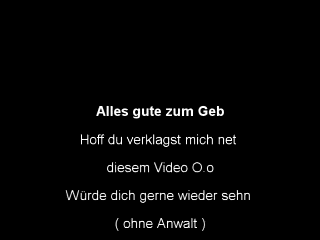 Alles gute zum Geb
Hoff du verklagst mich net
diesem Video O.o
Würde dich gerne wieder sehn
( ohne Anwalt )